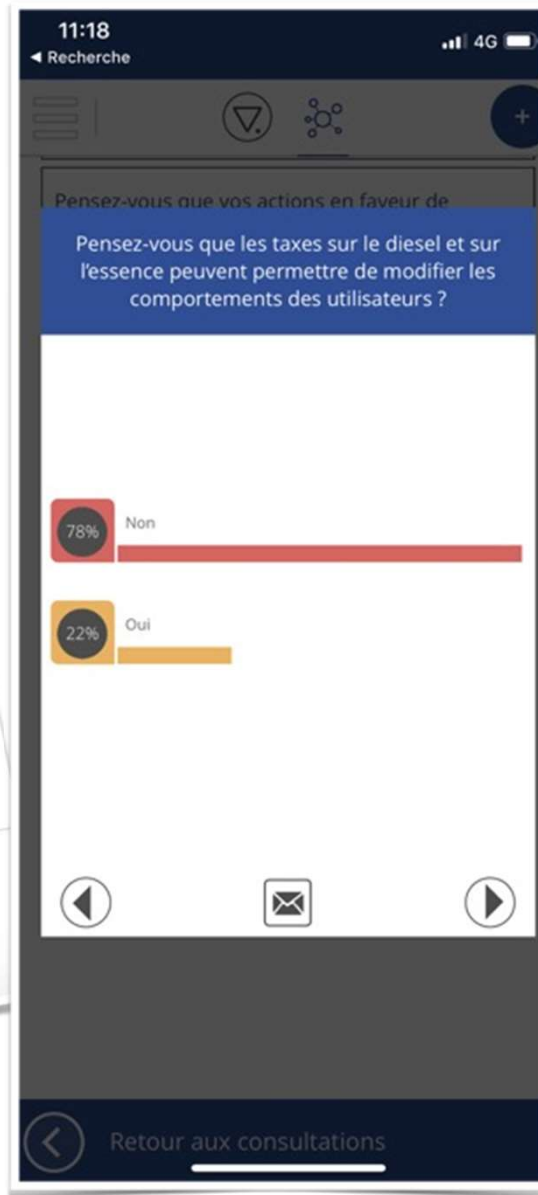 11:18
4G
Recherche
Pensez-vous que vos actions en faveur de
Pensez-vous que les taxes sur le diesel et sur
l'essence peuvent permettre de modifier les
comportements des utilisateurs ?
78%
Non
22%
Oui
Retour aux consultations